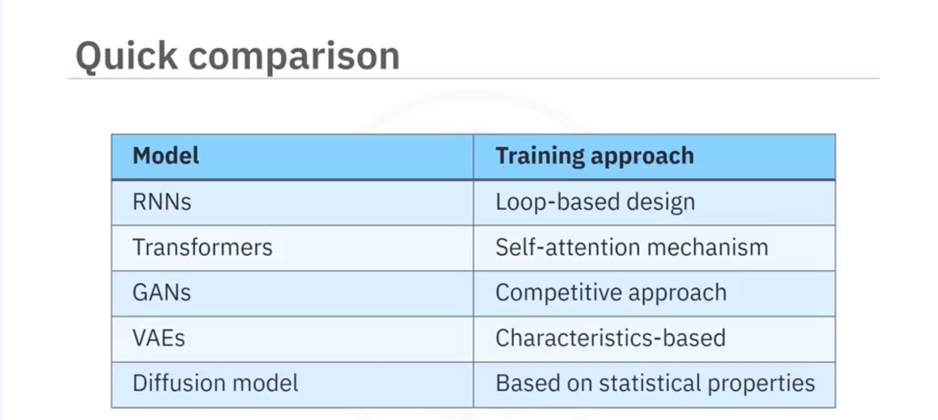 Quick comparison
Model Training approach
RNNs Loop-based design
Transformers Self-attention mechanism
GANs Competitive approach
VAEs Characteristics-based
Diffusion model Based on statistical properties